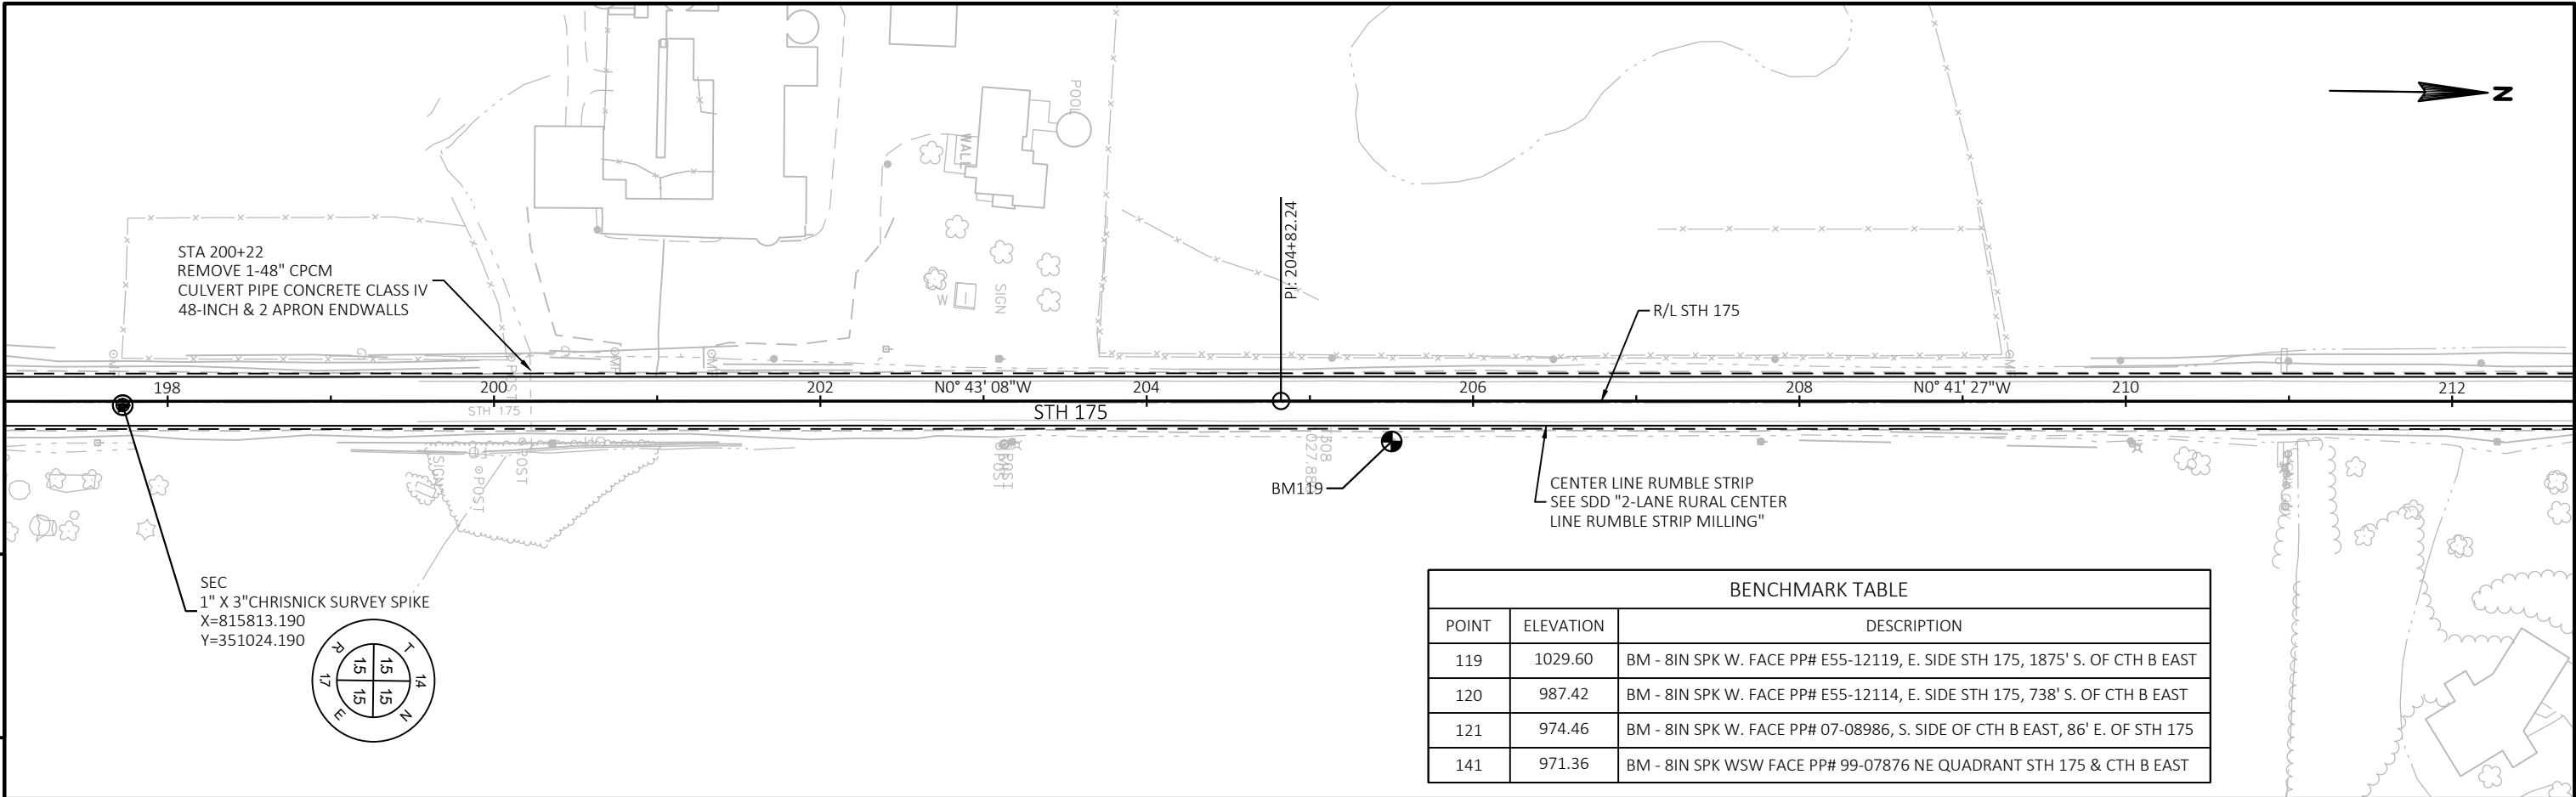 N
POOL
WALL
SIGN
W
STA 200+22
REMOVE 1-48" CPCM
CULVERT PIPE CONCRETE CLASS IV
48-INCH & 2 APRON ENDWALLS
PI: 204+82.24
R/L STH 175
198
200
202
N0° 43' 08"W
204
206
208
N0° 41' 27"W
210
212
POST
STH 175
STH 175
SIGN
POST
POST
BM119
CENTER LINE RUMBLE STRIP
SEE SDD "2-LANE RURAL CENTER
LINE RUMBLE STRIP MILLING"
SEC
1" X 3"CHRISNICK SURVEY SPIKE
X=815813.190
Y=351024.190
T 14 N
R 17 E
15 15
15 15
BENCHMARK TABLE
POINT ELEVATION DESCRIPTION
119 1029.60 BM - 8IN SPK W. FACE PP# E55-12119, E. SIDE STH 175, 1875' S. OF CTH B EAST
120 987.42 BM - 8IN SPK W. FACE PP# E55-12114, E. SIDE STH 175, 738' S. OF CTH B EAST
121 974.46 BM - 8IN SPK W. FACE PP# 07-08986, S. SIDE OF CTH B EAST, 86' E. OF STH 175
141 971.36 BM - 8IN SPK WSW FACE PP# 99-07876 NE QUADRANT STH 175 & CTH B EAST